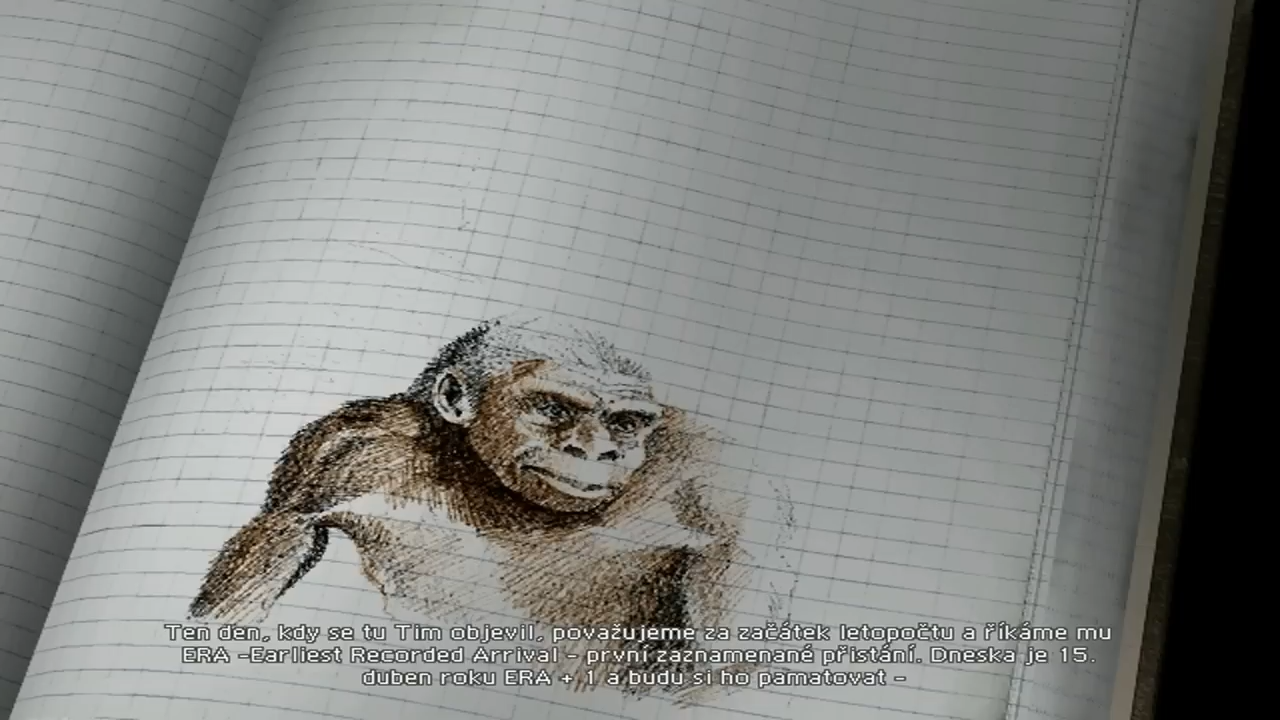 Ten den, kdy se tu Tim objevil, považujeme za začátek letopočtu a říkáme mu
ERA -Earliest Recorded Arrival - první zaznamenané přistání. Dneska je 15.
duben roku ERA + 1 a budu si ho pamatovat -